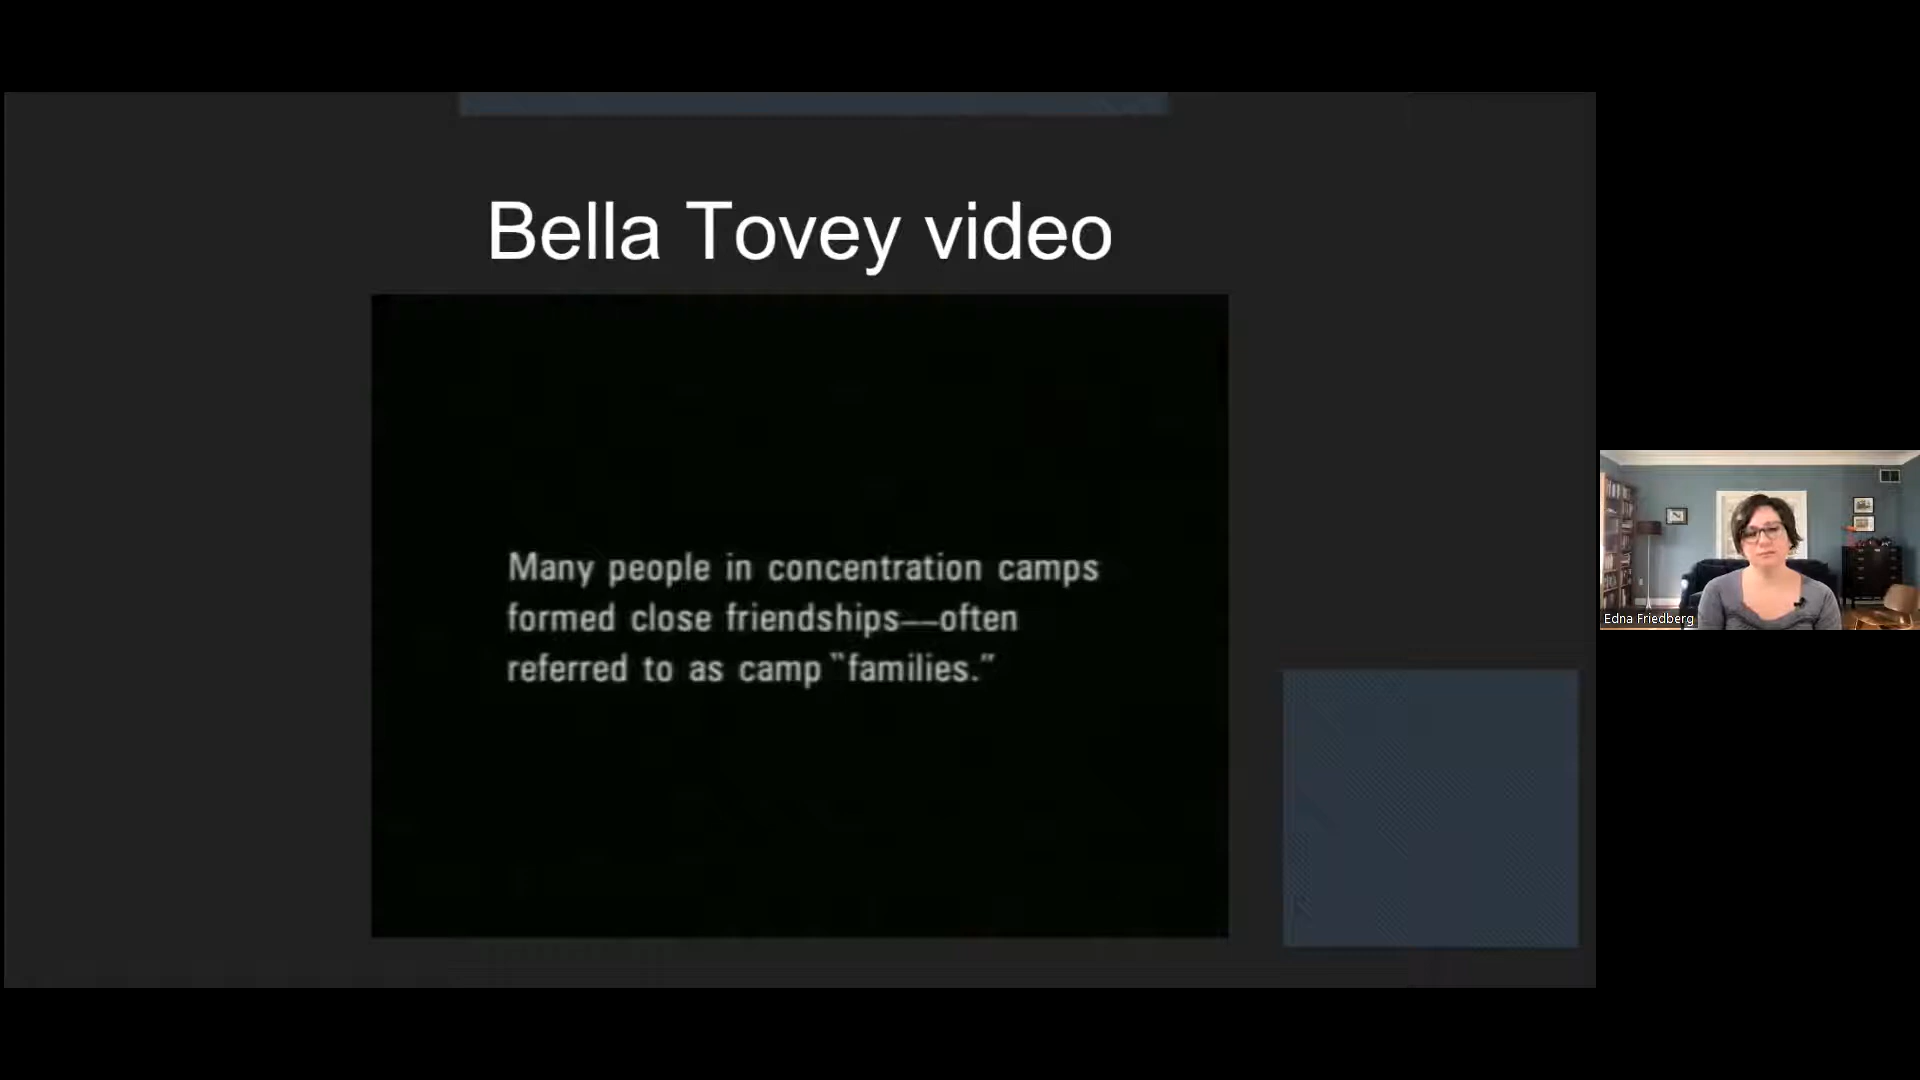 Bella Tovey video
Many people in concentration camps
formed close friendships—often
referred to as camp "families."
Edna Friedberg